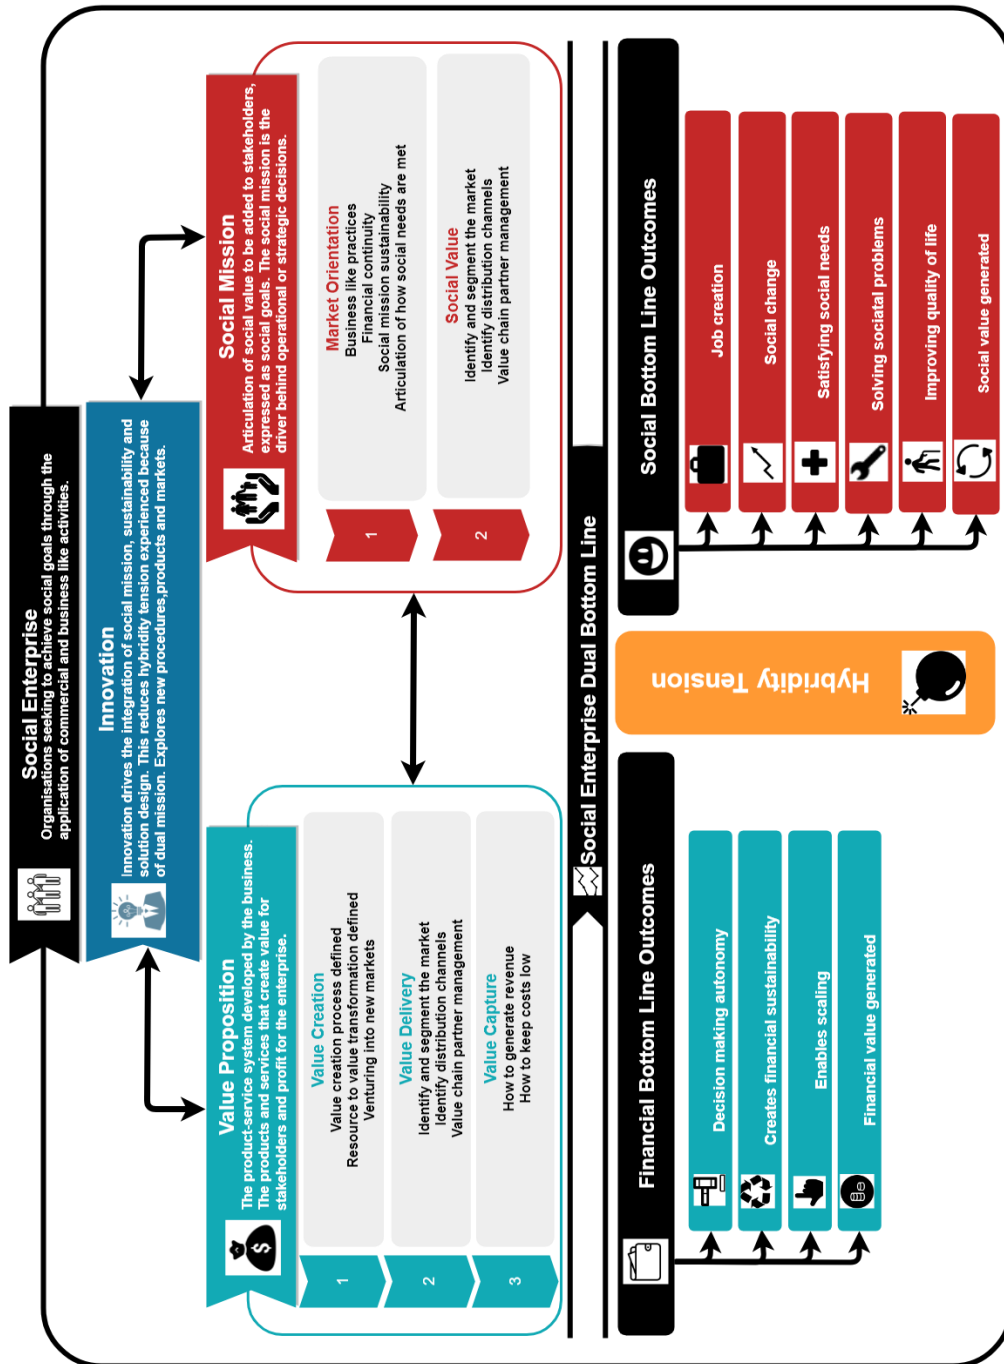 Social Enterprise
Organisations seeking to achieve social goals through the
application of commercial and business like activities.
Innovation
Innovation drives the integration of social mission, sustainability and
solution design. This reduces hybridity tension experienced because
of dual mission. Explores new procedures,products and markets.
Value Proposition
The product-service system developed by the business.
The products and services that create value for
stakeholders and profit for the enterprise.
1
Value Creation
Value creation process defined
Resource to value transformation defined
Venturing into new markets
2
Value Delivery
Identify and segment the market
Identify distribution channels
Value chain partner management
3
Value Capture
How to generate revenue
How to keep costs low
Social Mission
Articulation of social value to be added to stakeholders,
expressed as social goals. The social mission is the
driver behind operational or strategic decisions.
1
Market Orientation
Business like practices
Financial continuity
Social mission sustainability
Articulation of how social needs are met
2
Social Value
Identify and segment the market
Identify distribution channels
Value chain partner management
Social Enterprise Dual Bottom Line
Financial Bottom Line Outcomes
Decision making autonomy
Creates financial sustainability
Enables scaling
Financial value generated
Hybridity Tension
Social Bottom Line Outcomes
Job creation
Social change
Satisfying social needs
Solving sociatal problems
Improving quality of life
Social value generated